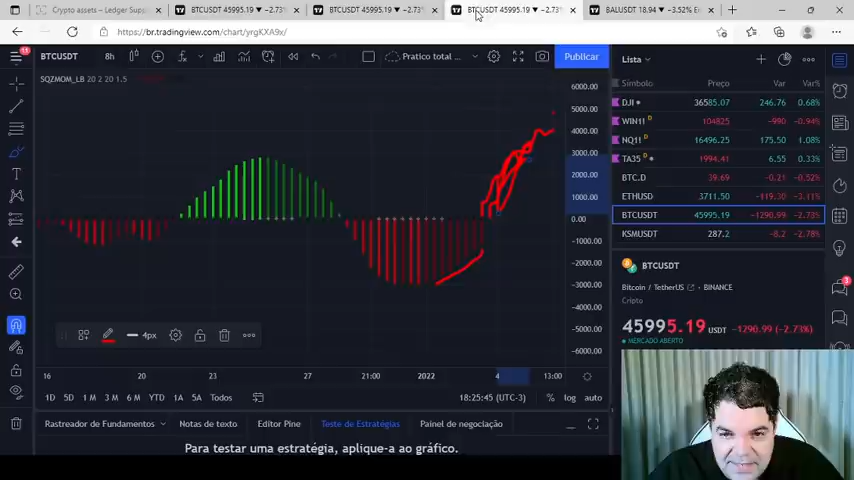 Crypto assets – Ledger Supp
BTCUSDT 45995.19 ▼ −2.73%
BTCUSDT 45995.19 ▼ −2.73%
BTCUSDT 45995.19 ▼ −2.73%
BALUSDT 18.94 ▼ −3.52%
https://br.tradingview.com/chart/yrgKXA9x/
11
BTCUSDT
8h
Pratico total ...
Publicar
Lista
SQZMOM_LB 20 2 20 1.5
Símbolo Preço Var Var%
DJI 36585.07 246.76 0.68%
WIN1! D 104825 −990 −0.94%
NQ1! D 16496.25 175.50 1.08%
TA35 D 1994.41 6.55 0.33%
BTC.D 39.69 −0.21 −0.52%
ETHUSD 3711.50 −119.30 −3.11%
BTCUSDT 45995.19 −1290.99 −2.73%
KSMUSDT 287.2 −8.2 −2.78%
6000.00
5000.00
4000.00
3000.00
2000.00
1000.00
0.00
−1000.00
−2000.00
−3000.00
−4000.00
−5000.00
−6000.00
BTCUSDT
Bitcoin / TetherUS
BINANCE
Cripto
45995.19 USDT −1290.99 (−2.73%)
MERCADO ABERTO
3
4px
16 20 23 27 21:00 2022 4 13:00
1D 5D 1M 3M 6M YTD 1A 5A Todos
18:25:45 (UTC-3)
% log auto
Rastreador de Fundamentos
Notas de texto
Editor Pine
Teste de Estratégias
Painel de negociação
Para testar uma estratégia, aplique-a ao gráfico.